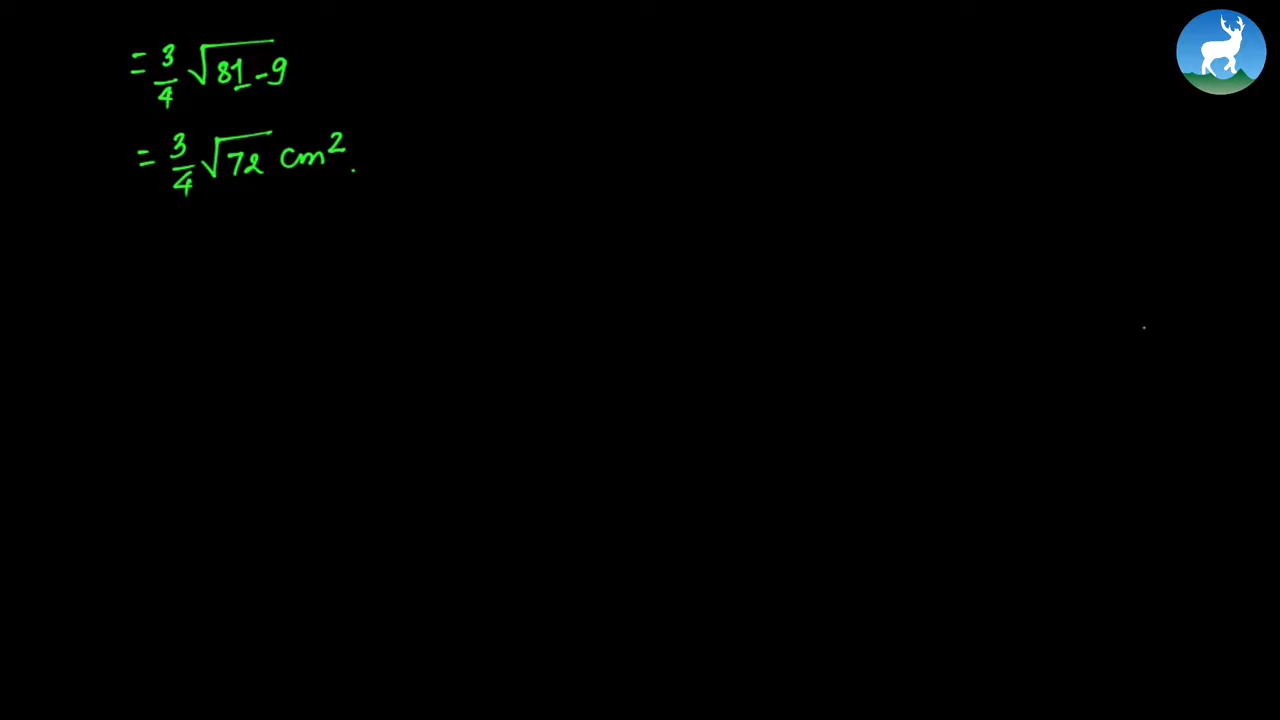 = 3/4 √81-9
= 3/4 √72 cm².